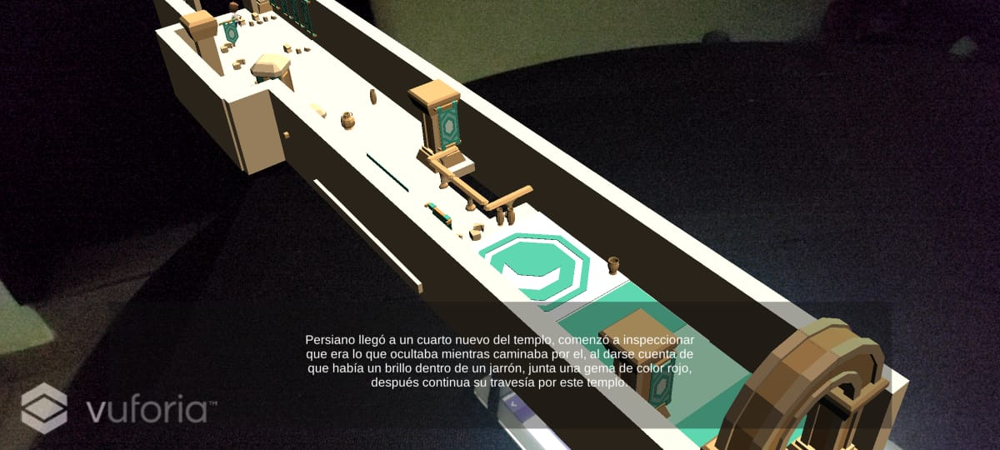 Persiano llegó a un cuarto nuevo del templo, comenzó a inspeccionar
que era lo que ocultaba mientras caminaba por el, al darse cuenta de
que había un brillo dentro de un jarrón, junta una gema de color rojo,
después continua su travesía por este templo.
vuforia™